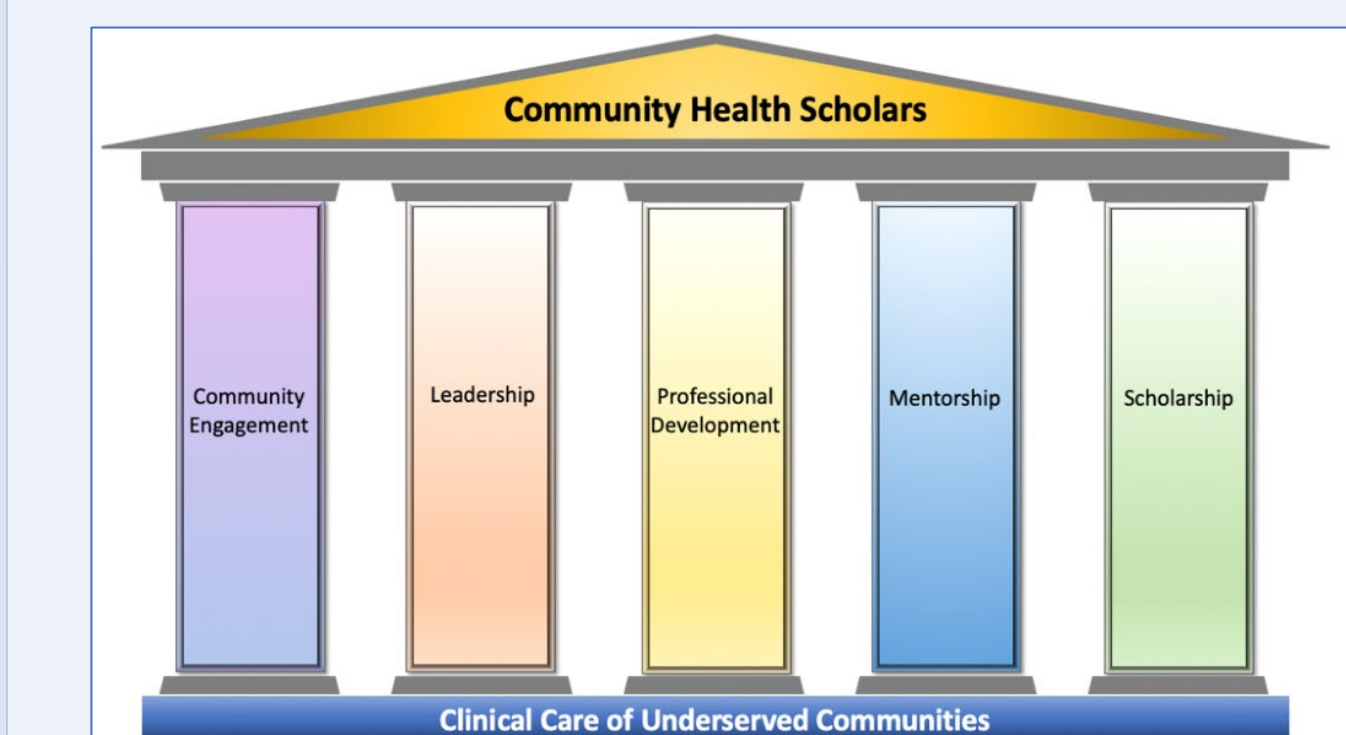 Community Health Scholars
Community
Engagement
Leadership
Professional
Development
Mentorship
Scholarship
Clinical Care of Underserved Communities